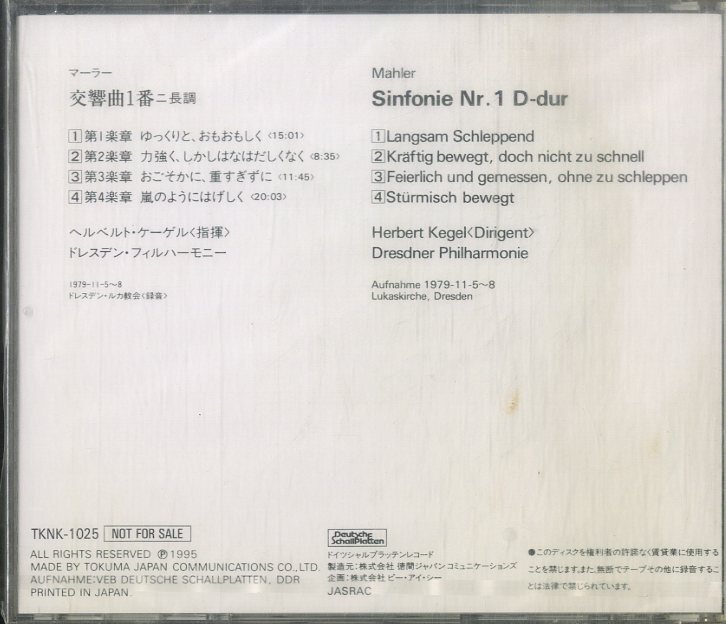 マーラー
交響曲1番ニ長調
1 第1楽章 ゆっくりと、おもおもしく〈15:01〉
2 第2楽章 力強く、しかしはなはだしくなく〈8:35〉
3 第3楽章 おごそかに、重すぎずに〈11:45〉
4 第4楽章 嵐のようにはげしく〈20:03〉
ヘルベルト・ケーゲル〈指揮〉
ドレスデン・フィルハーモニー
1979-11-5〜8
ドレスデン・ルカ教会〈録音〉
Mahler
Sinfonie Nr. 1 D-dur
1 Langsam Schleppend
2 Kräftig bewegt, doch nicht zu schnell
3 Feierlich und gemessen, ohne zu schleppen
4 Stürmisch bewegt
Herbert Kegel〈Dirigent〉
Dresdner Philharmonie
Aufnahme 1979-11-5〜8
Lukaskirche, Dresden
TKNK-1025 NOT FOR SALE
ALL RIGHTS RESERVED ℗ 1995
MADE BY TOKUMA JAPAN COMMUNICATIONS CO., LTD.
AUFNAHME:VEB DEUTSCHE SCHALLPLATTEN, DDR
PRINTED IN JAPAN.
Deutsche
SchallPlatten
ドイツシャルプラッテンレコード
製造元:株式会社 徳間ジャパンコミュニケーションズ
企画:株式会社 ピー・アイ・シー
JASRAC
●このディスクを権利者の許諾なく賃貸業に使用する
ことを禁じます。また、無断でテープその他に録音するこ
とは法律で禁じられています。